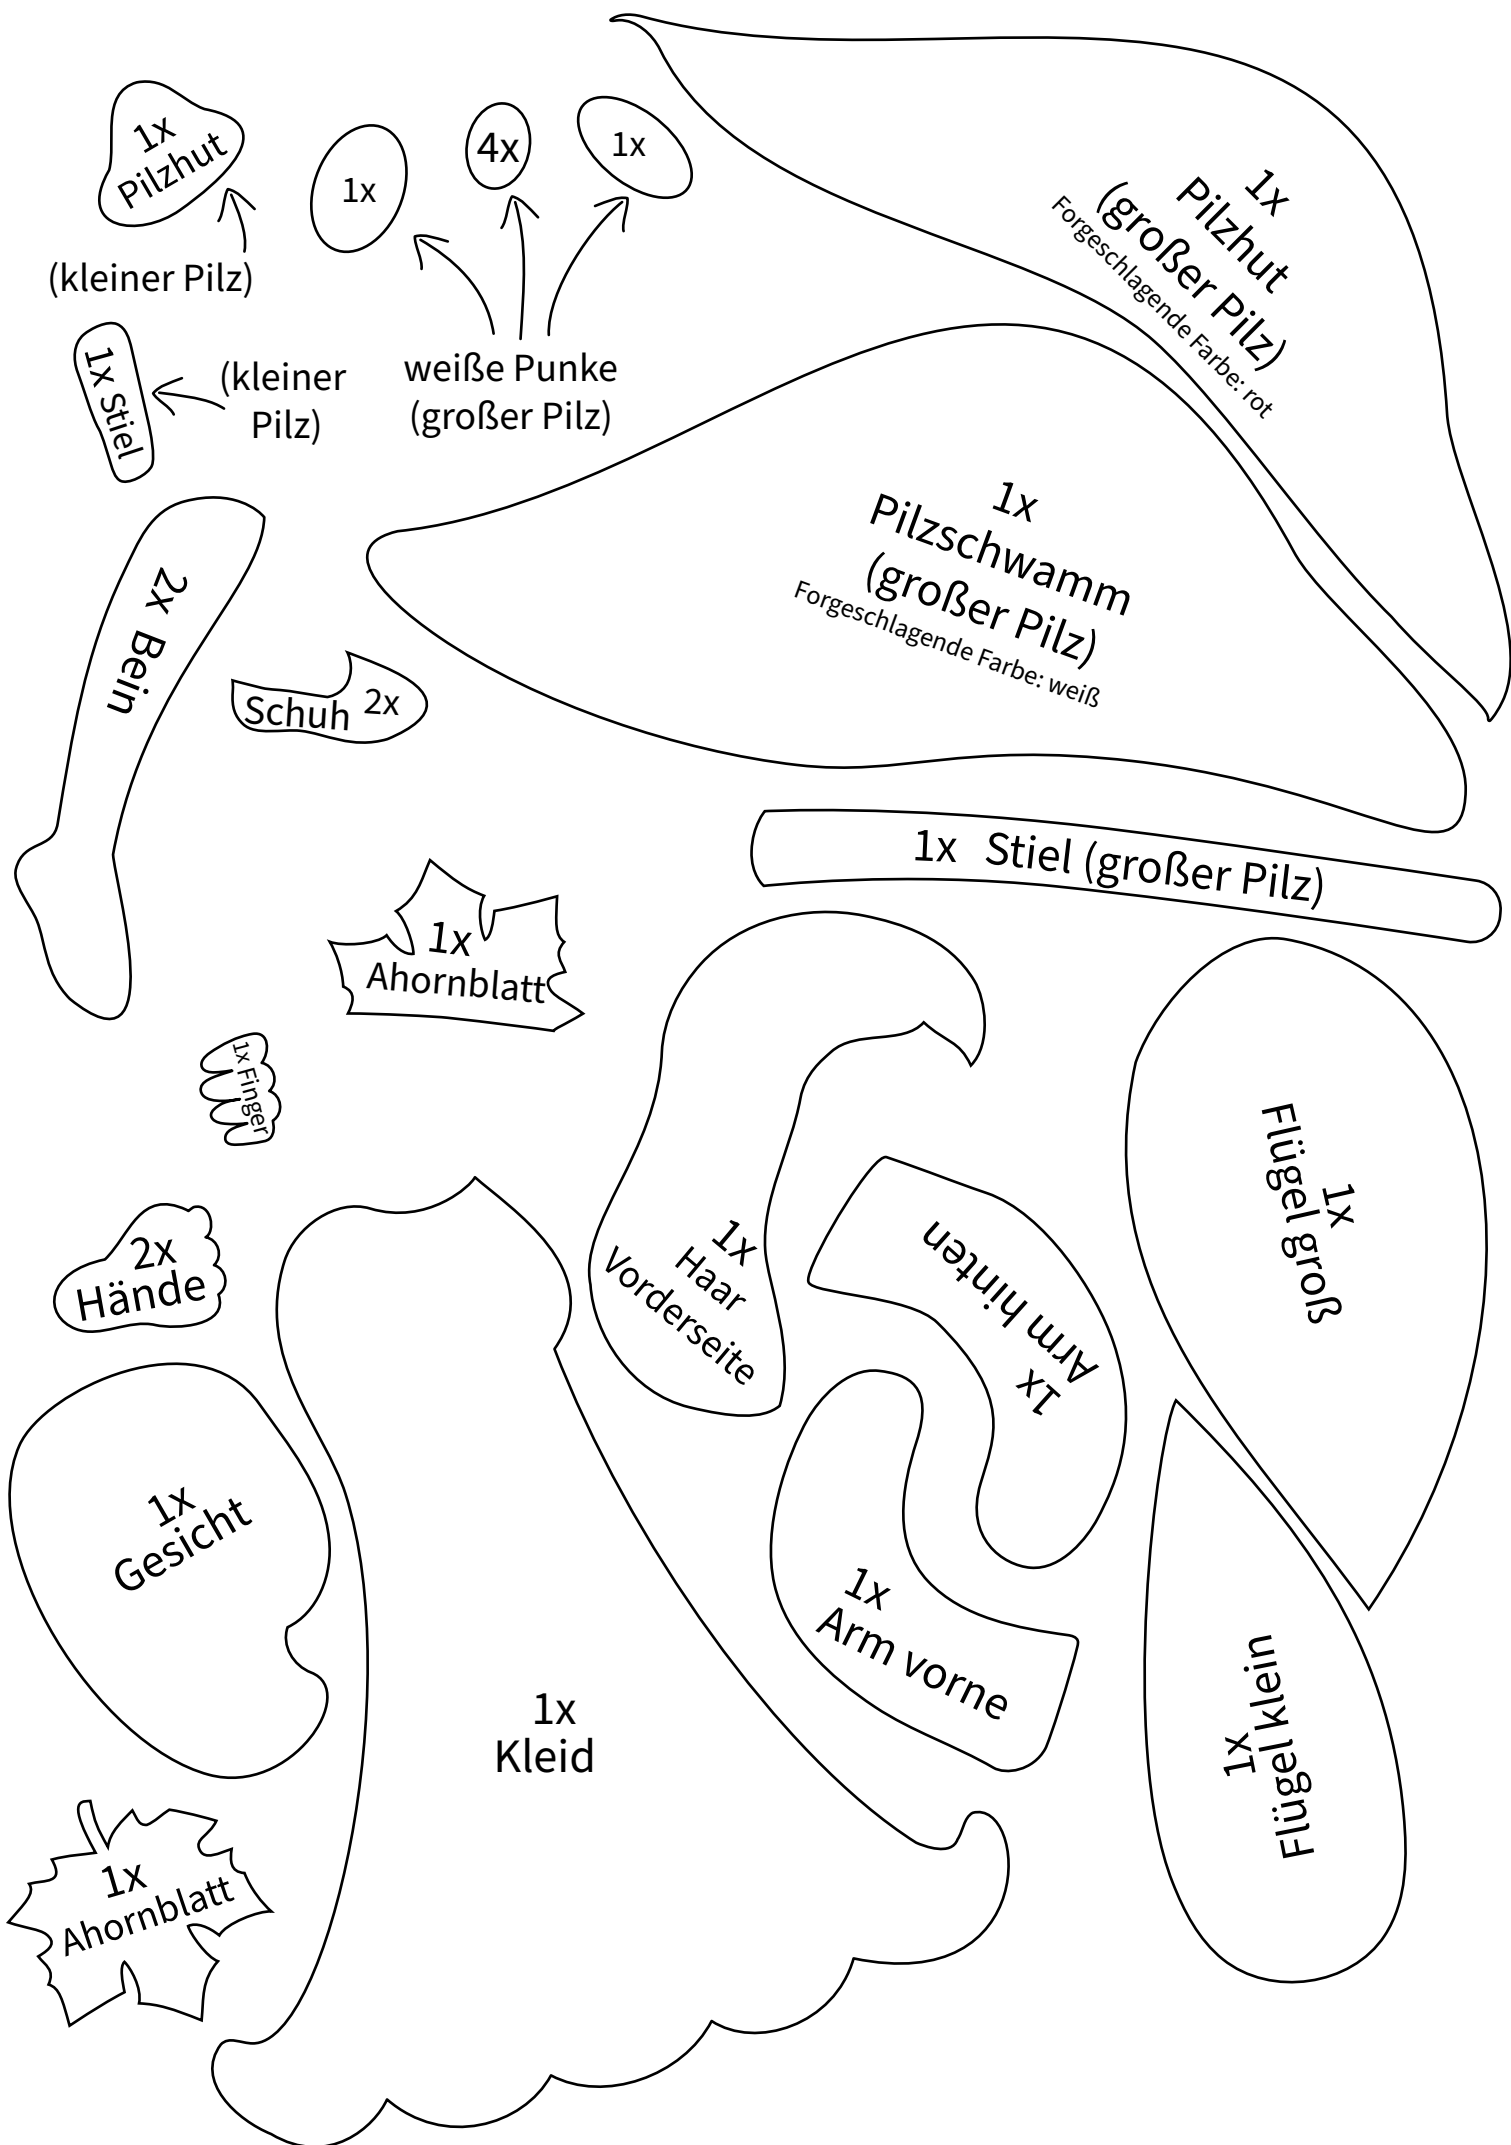 1x
Pilzhut
(kleiner Pilz)
1x
4x
1x
weiße Punke
(großer Pilz)
1x
Pilzhut
(großer Pilz)
Forgeschlagende Farbe: rot
1x Stiel
(kleiner
Pilz)
1x
Pilzschwamm
(großer Pilz)
Forgeschlagende Farbe: weiß
2x Bein
Schuh 2x
1x Stiel (großer Pilz)
1x
Ahornblatt
1x Finger
2x
Hände
1x
Haar
Vorderseite
1x
Arm hinten
1x
Flügel groß
1x
Gesicht
1x
Arm vorne
1x
Kleid
1x
Flügel klein
1x
Ahornblatt